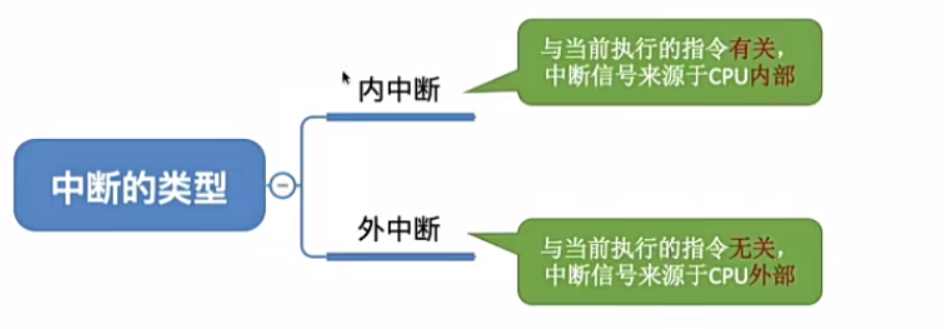 中断的类型
内中断
与当前执行的指令有关，
中断信号来源于CPU内部
外中断
与当前执行的指令无关，
中断信号来源于CPU外部